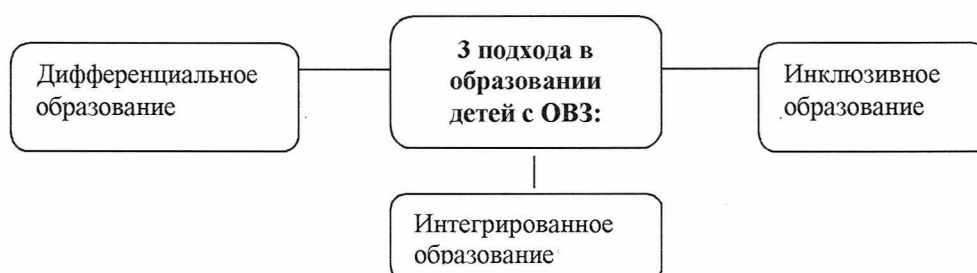 3 подхода в
образовании
детей с ОВЗ:
Дифференциальное
образование
Инклюзивное
образование
Интегрированное
образование